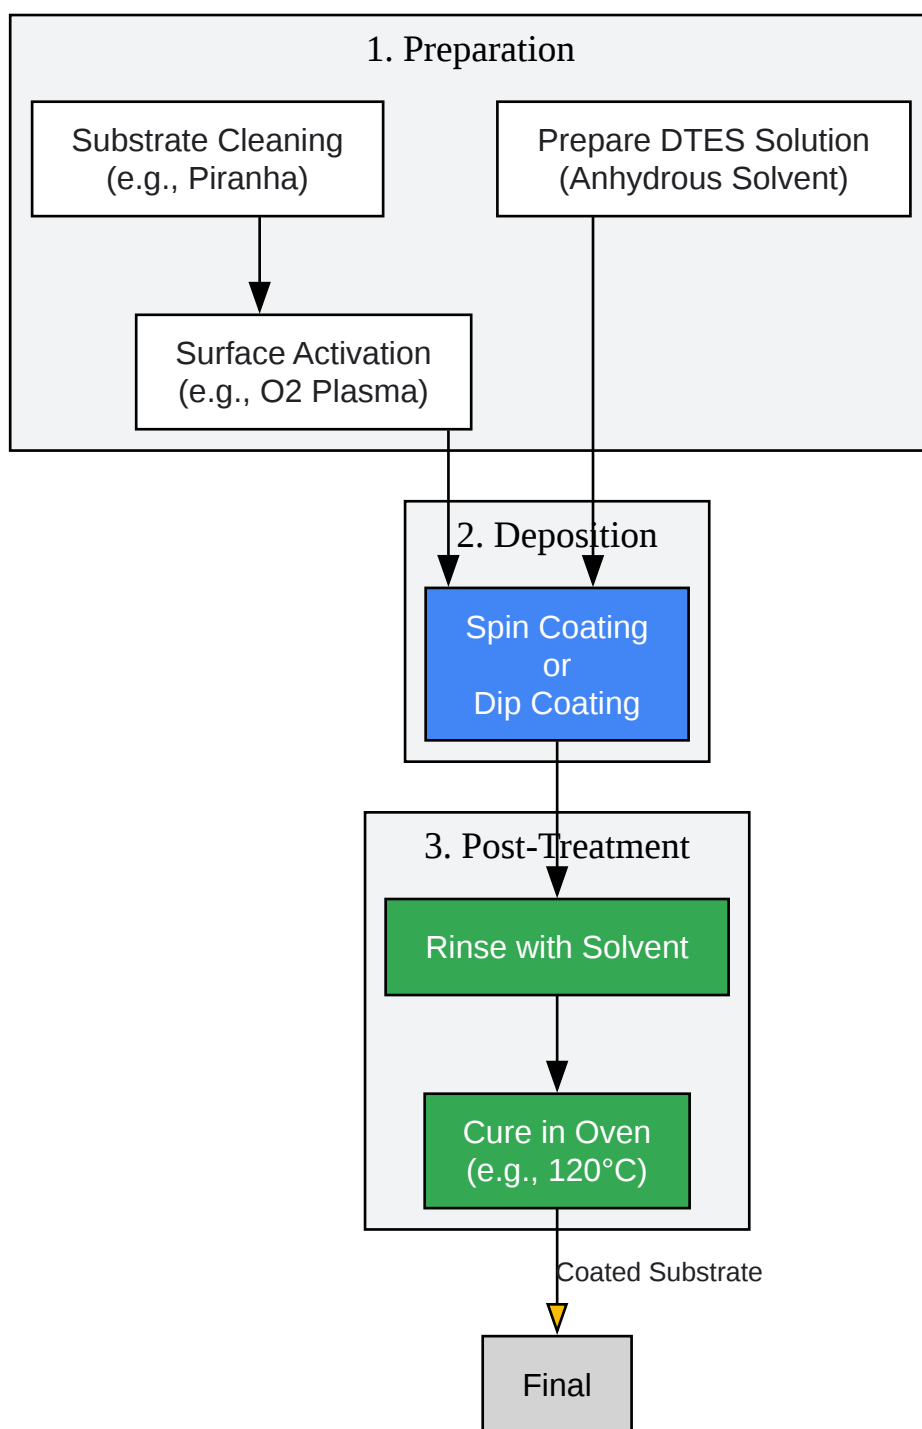 1. Preparation
Substrate Cleaning
(e.g., Piranha)
Prepare DTES Solution
(Anhydrous Solvent)
Surface Activation
(e.g., O2 Plasma)
2. Deposition
Spin Coating
or
Dip Coating
3. Post-Treatment
Rinse with Solvent
Cure in Oven
(e.g., 120°C)
Coated Substrate
Final